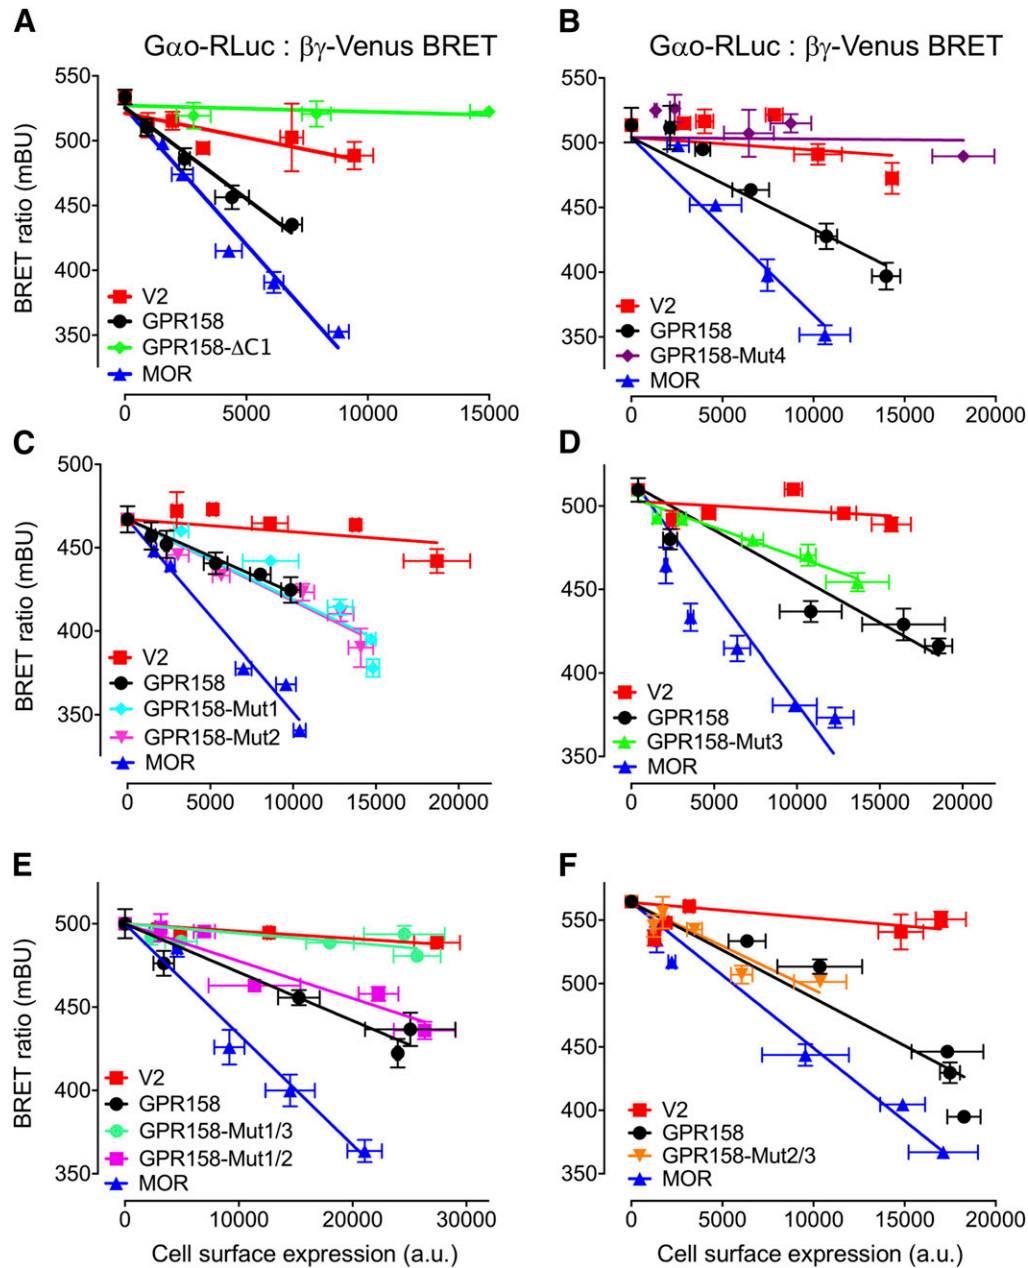 A
Gαo-RLuc : βγ-Venus BRET
BRET ratio (mBU)
550
500
450
400
350
V2
GPR158
GPR158-ΔC1
MOR
0
5000
10000
15000
B
Gαo-RLuc : βγ-Venus BRET
550
500
450
400
350
V2
GPR158
GPR158-Mut4
MOR
0
5000
10000
15000
20000
C
BRET ratio (mBU)
500
450
400
350
V2
GPR158
GPR158-Mut1
GPR158-Mut2
MOR
0
5000
10000
15000
20000
D
500
450
400
350
V2
GPR158
GPR158-Mut3
MOR
0
5000
10000
15000
20000
E
BRET ratio (mBU)
500
450
400
350
V2
GPR158
GPR158-Mut1/3
GPR158-Mut1/2
MOR
0
10000
20000
30000
Cell surface expression (a.u.)
F
550
500
450
400
350
V2
GPR158
GPR158-Mut2/3
MOR
0
5000
10000
15000
20000
Cell surface expression (a.u.)